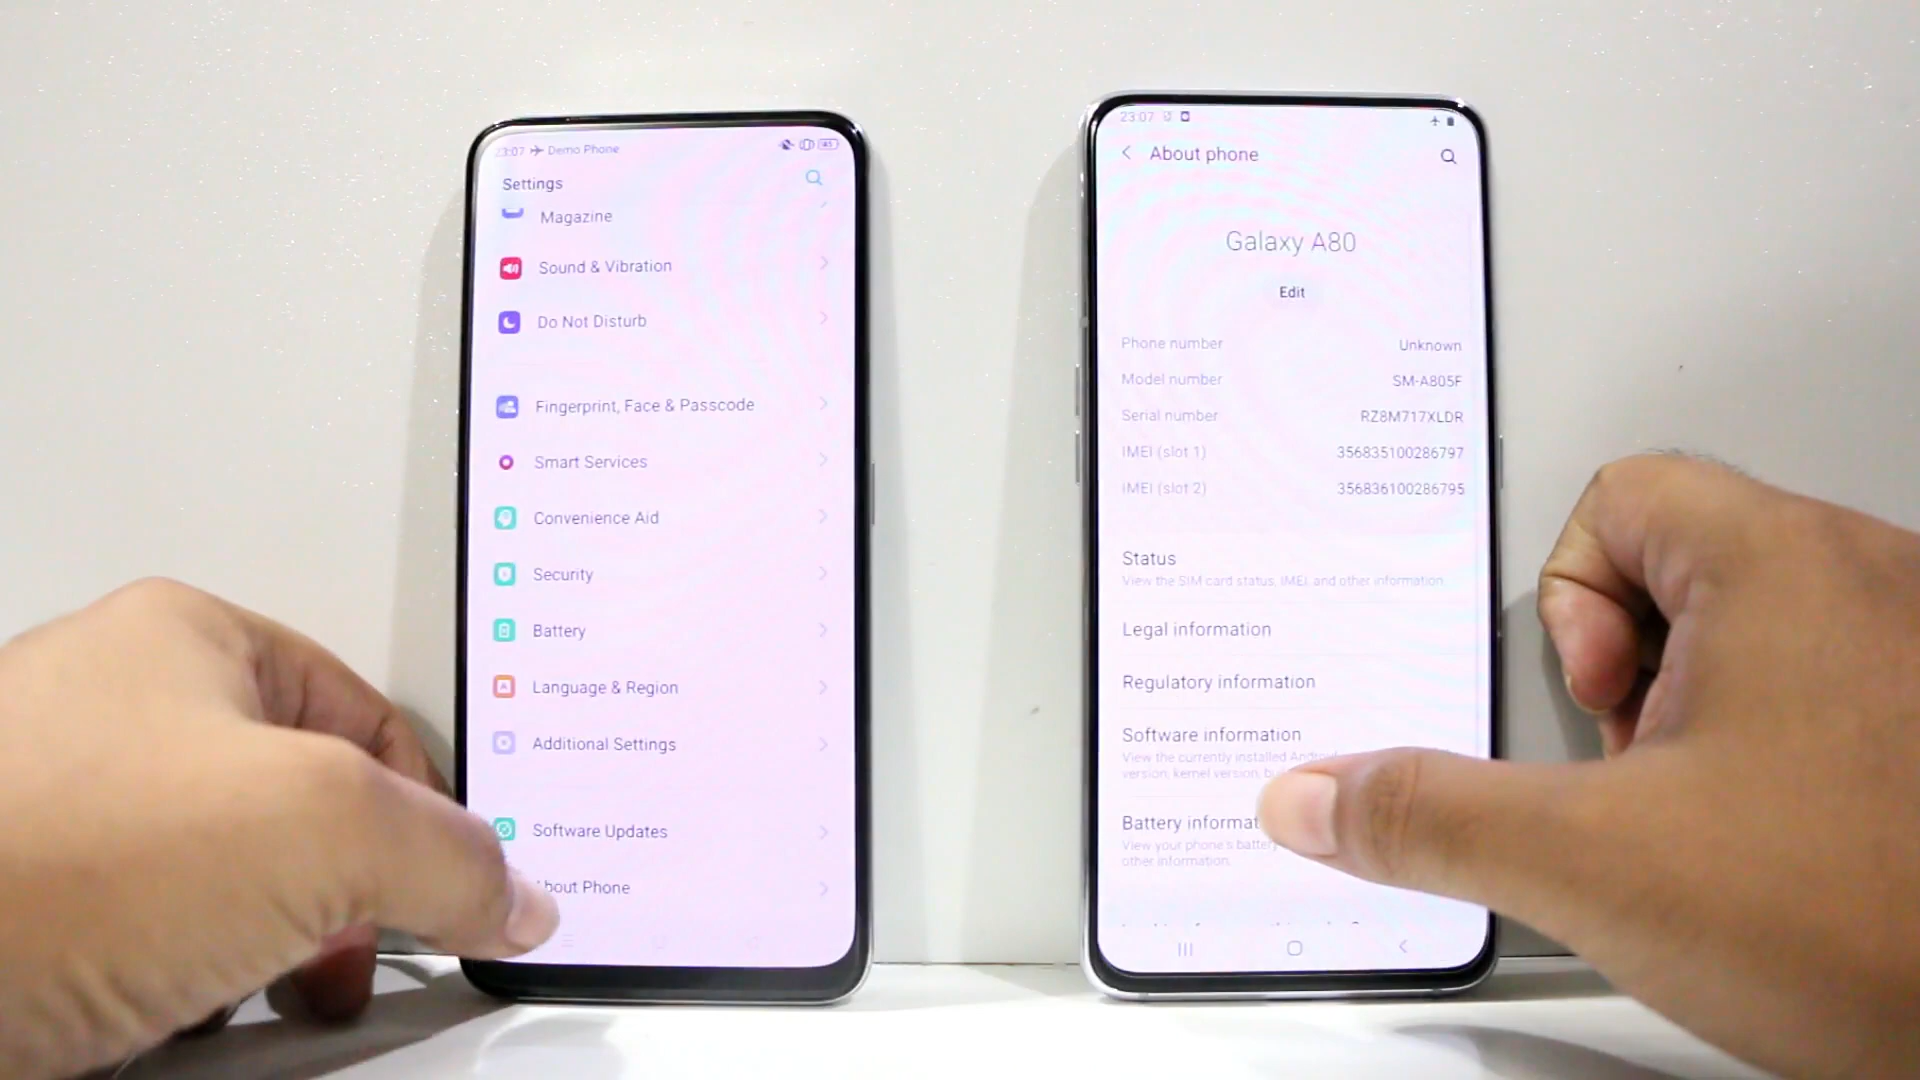 23:07 Demo Phone
45
Settings
Magazine
Sound & Vibration
Do Not Disturb
Fingerprint, Face & Passcode
Smart Services
Convenience Aid
Security
Battery
Language & Region
Additional Settings
Software Updates
About Phone
23:07
About phone
Galaxy A80
Edit
Phone number Unknown
Model number SM-A805F
Serial number RZ8M717XLDR
IMEI (slot 1) 356835100286797
IMEI (slot 2) 356836100286795
Status
View the SIM card status, IMEI, and other information.
Legal information
Regulatory information
Software information
View the currently installed Android
version, kernel version,
Battery informat
View your phone's battery
other information.